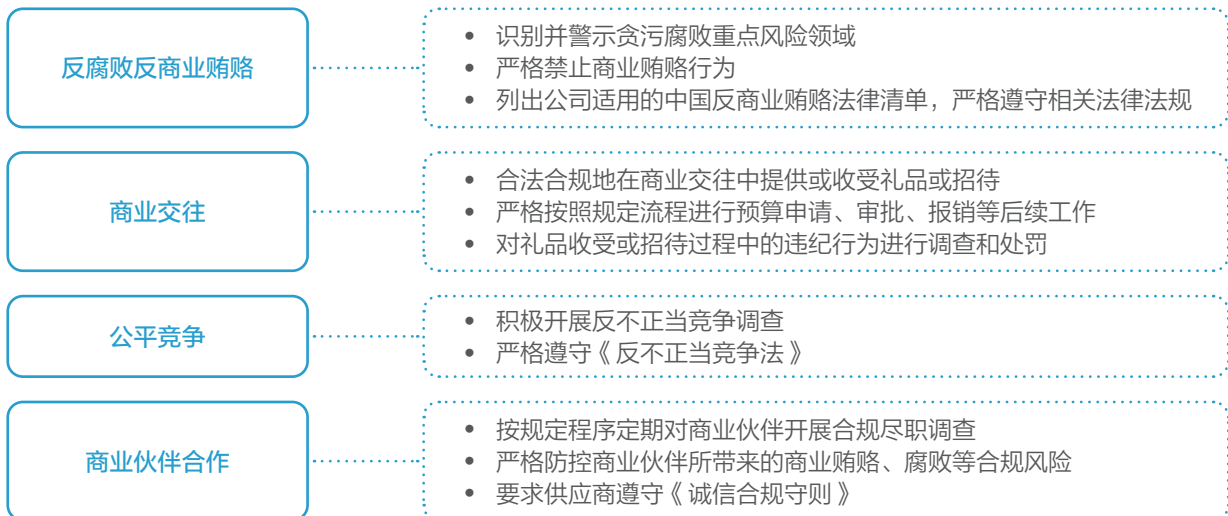 反腐败反商业贿赂
• 识别并警示贪污腐败重点风险领域
• 严格禁止商业贿赂行为
• 列出公司适用的中国反商业贿赂法律清单，严格遵守相关法律法规
商业交往
• 合法合规地在商业交往中提供或收受礼品或招待
• 严格按照规定流程进行预算申请、审批、报销等后续工作
• 对礼品收受或招待过程中的违纪行为进行调查和处罚
公平竞争
• 积极开展反不正当竞争调查
• 严格遵守《反不正当竞争法》
商业伙伴合作
• 按规定程序定期对商业伙伴开展合规尽职调查
• 严格防控商业伙伴所带来的商业贿赂、腐败等合规风险
• 要求供应商遵守《诚信合规守则》